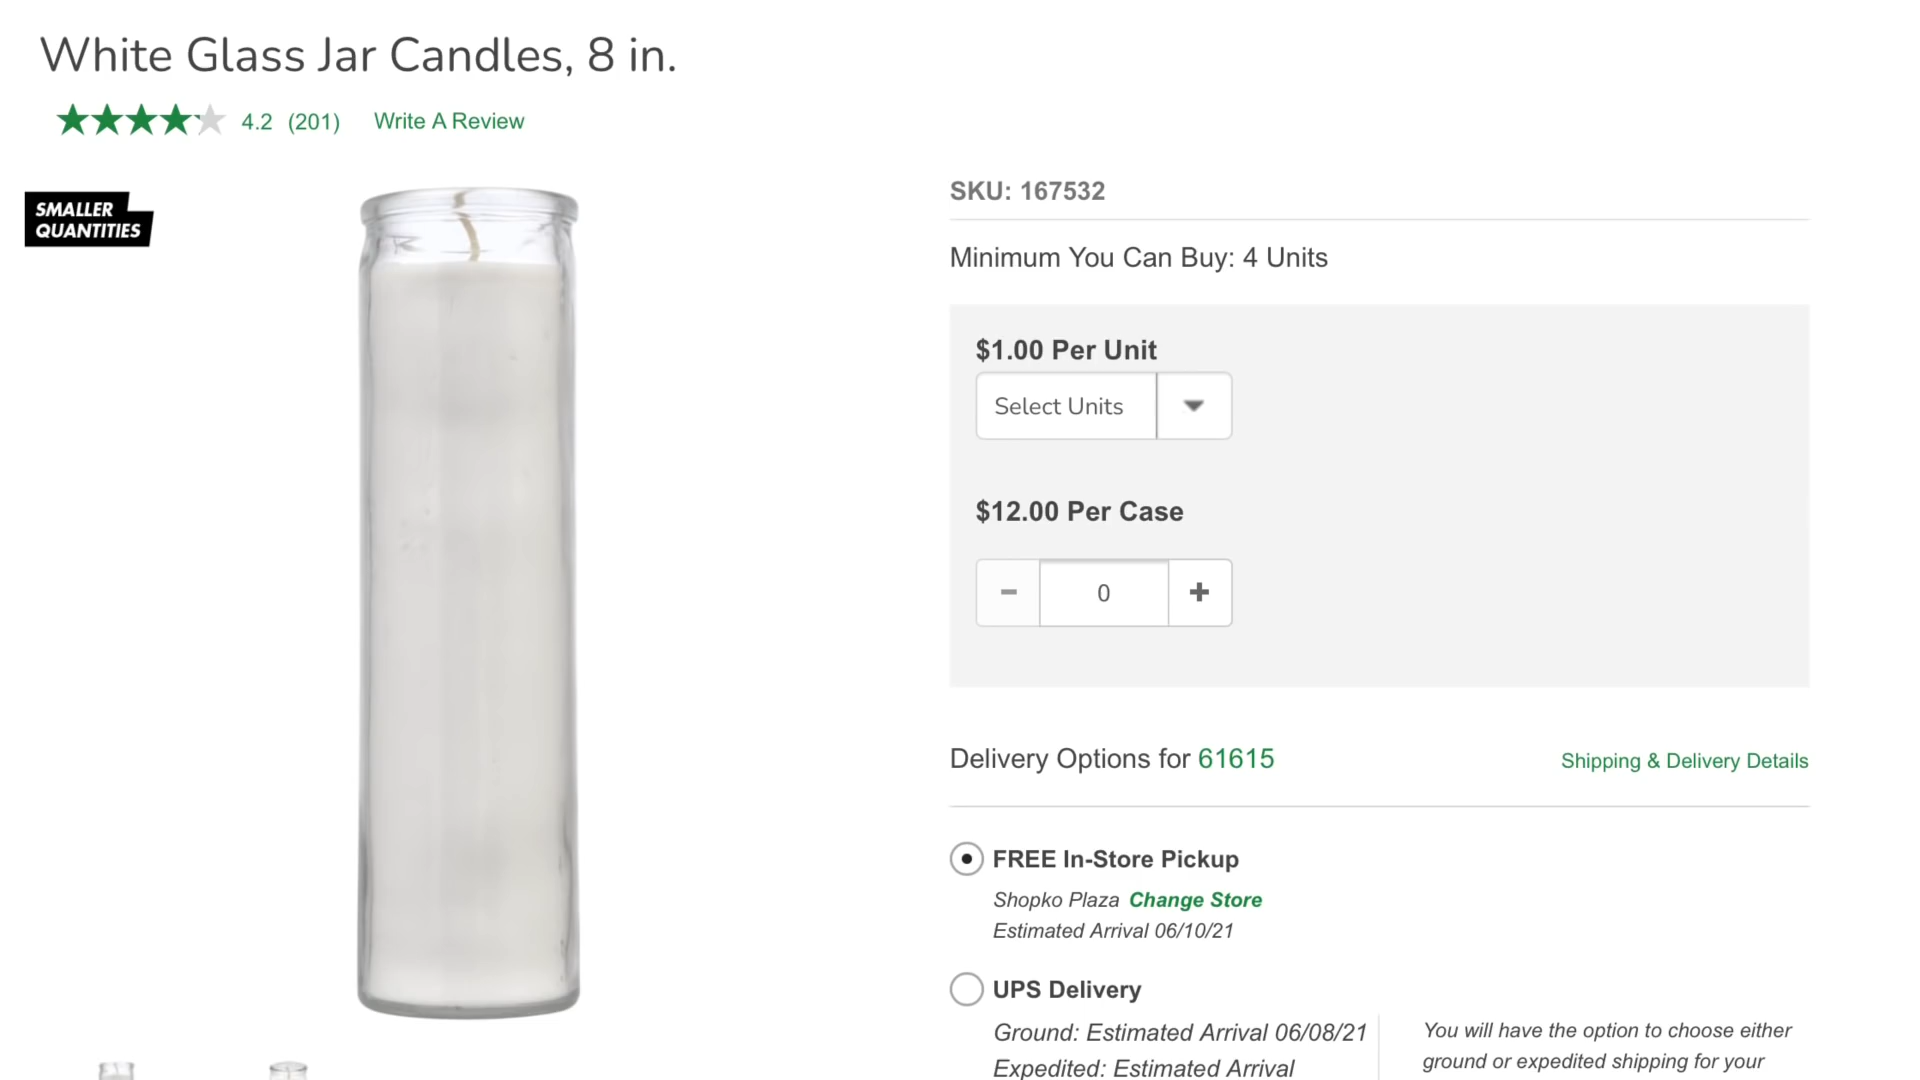 White Glass Jar Candles, 8 in.
4.2 (201) Write A Review
SMALLER
QUANTITIES
SKU: 167532
Minimum You Can Buy: 4 Units
$1.00 Per Unit
Select Units
$12.00 Per Case
− 0 +
Delivery Options for 61615 Shipping & Delivery Details
FREE In-Store Pickup
Shopko Plaza Change Store
Estimated Arrival 06/10/21
UPS Delivery
Ground: Estimated Arrival 06/08/21
Expedited: Estimated Arrival
You will have the option to choose either
ground or expedited shipping for your